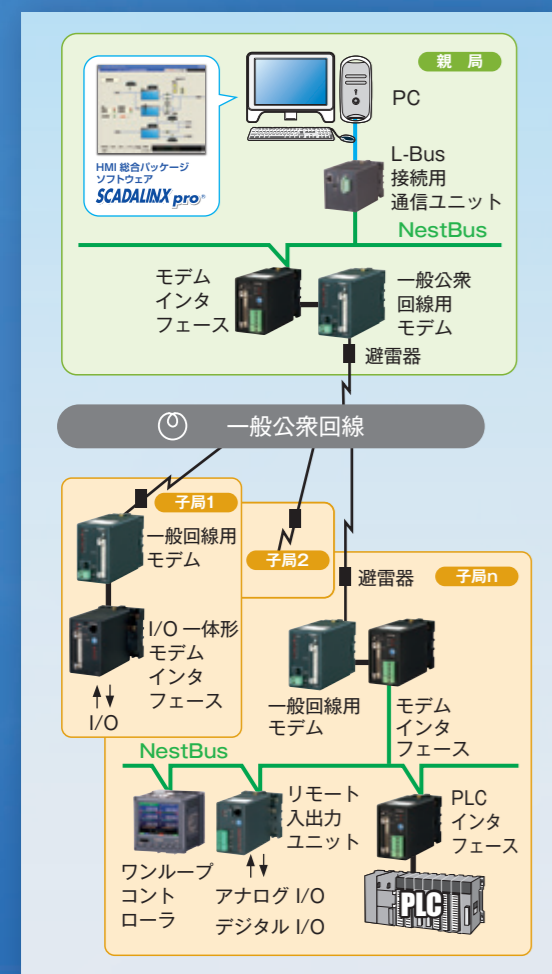 親 局
PC
HMI 総合パッケージ
ソフトウェア
SCADALINX pro®
L-Bus
接続用
通信ユニット
NestBus
モデム
インタ
フェース
一般公衆
回線用
モデム
避雷器
一般公衆回線
子局1
一般回線用
モデム
子局2
避雷器
子局n
I/O 一体形
モデム
インタ
フェース
I/O
一般回線用
モデム
モデム
インタ
フェース
NestBus
ワンループ
コント
ローラ
リモート
入出力
ユニット
アナログ I/O
デジタル I/O
PLC
インタ
フェース
PLC